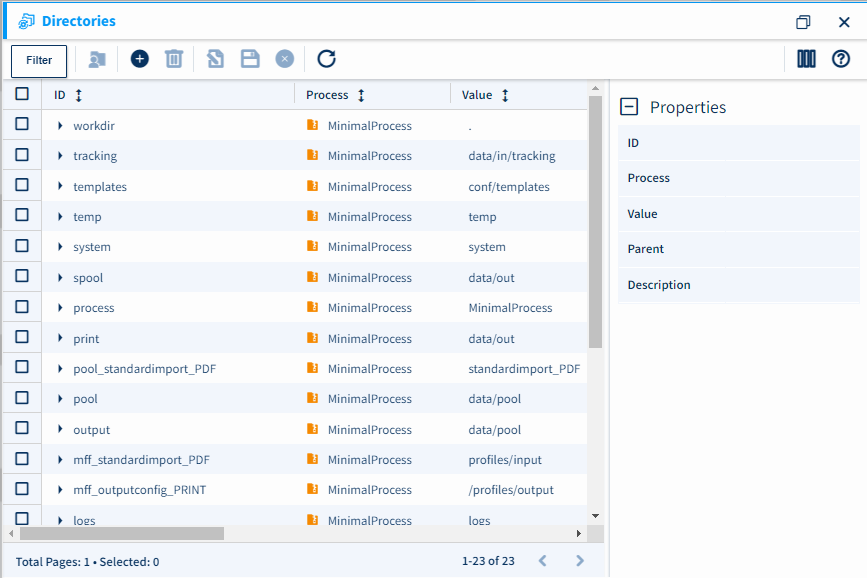 Directories
Filter
ID Process Value
workdir MinimalProcess .
tracking MinimalProcess data/in/tracking
templates MinimalProcess conf/templates
temp MinimalProcess temp
system MinimalProcess system
spool MinimalProcess data/out
process MinimalProcess MinimalProcess
print MinimalProcess data/out
pool_standardimport_PDF MinimalProcess standardimport_PDF
pool MinimalProcess data/pool
output MinimalProcess data/pool
mff_standardimport_PDF MinimalProcess profiles/input
mff_outputconfig_PRINT MinimalProcess /profiles/output
logs MinimalProcess logs
Total Pages: 1 • Selected: 0 1-23 of 23
Properties
ID
Process
Value
Parent
Description